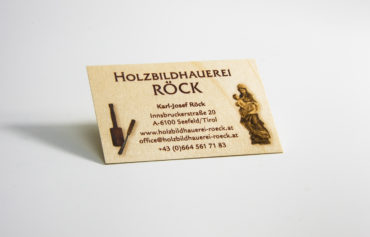 HOLZBILDHAUEREI
RÖCK
Karl-Josef Röck
Innsbruckerstraße 20
A-6100 Seefeld/Tirol
www.holzbildhauerei-roeck.at
office@holzbildhauerei-roeck.at
+43 (0)664 561 71 83